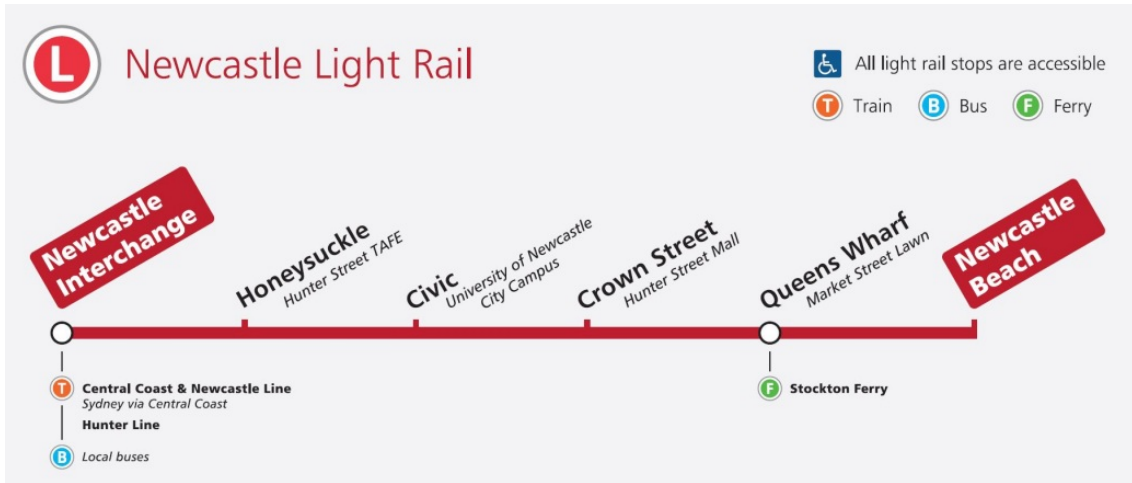 L Newcastle Light Rail
All light rail stops are accessible
T Train B Bus F Ferry
Newcastle
Interchange
Honeysuckle
Hunter Street TAFE
Civic
University of Newcastle
City Campus
Crown Street
Hunter Street Mall
Queens Wharf
Market Street Lawn
Newcastle
Beach
T Central Coast & Newcastle Line
Sydney via Central Coast
Hunter Line
B Local buses
F Stockton Ferry